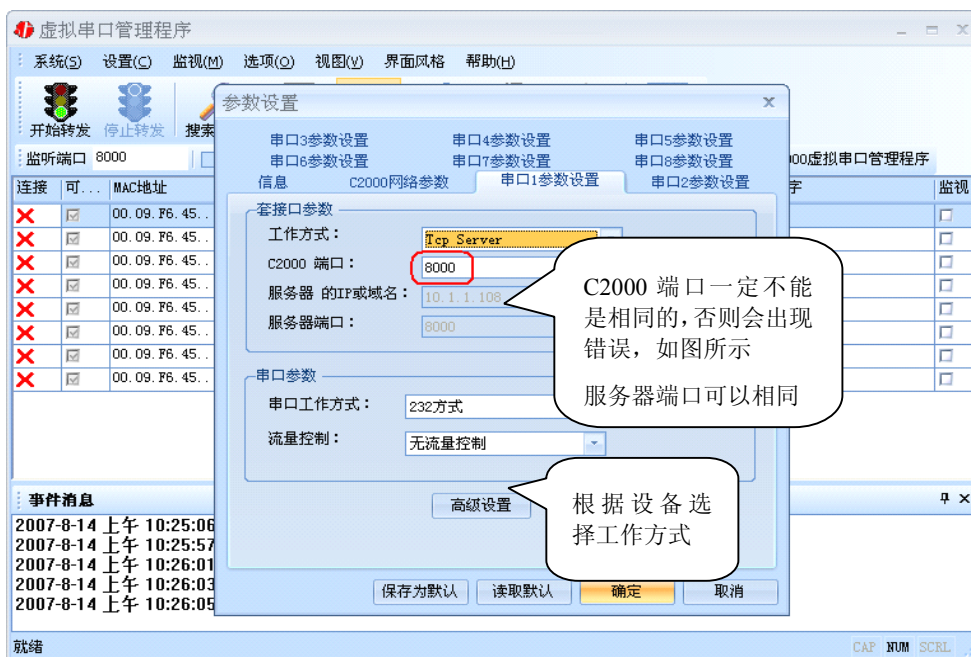 虚拟串口管理程序
系统(S) 设置(C) 监视(M) 选项(O) 视图(V) 界面风格 帮助(H)
开始转发 停止转发 搜索
监听端口 8000 000虚拟串口管理程序
连接 可... MAC地址 字 监视
00.09.F6.45..
00.09.F6.45..
00.09.F6.45..
00.09.F6.45..
00.09.F6.45..
00.09.F6.45..
00.09.F6.45..
00.09.F6.45..
参数设置
串口3参数设置 串口4参数设置 串口5参数设置
串口6参数设置 串口7参数设置 串口8参数设置
信息 C2000网络参数 串口1参数设置 串口2参数设置
套接口参数
工作方式： Tcp Server
C2000 端口： 8000
服务器 的IP或域名： 10.1.1.108
服务器端口： 8000
C2000 端口一定不能
是相同的，否则会出现
错误，如图所示
服务器端口可以相同
串口参数
串口工作方式： 232方式
流量控制： 无流量控制
高级设置
根据设备选
择工作方式
保存为默认 读取默认 确定 取消
事件消息
2007-8-14 上午 10:25:06
2007-8-14 上午 10:25:57
2007-8-14 上午 10:26:01
2007-8-14 上午 10:26:03
2007-8-14 上午 10:26:05
就绪 CAP NUM SCRL